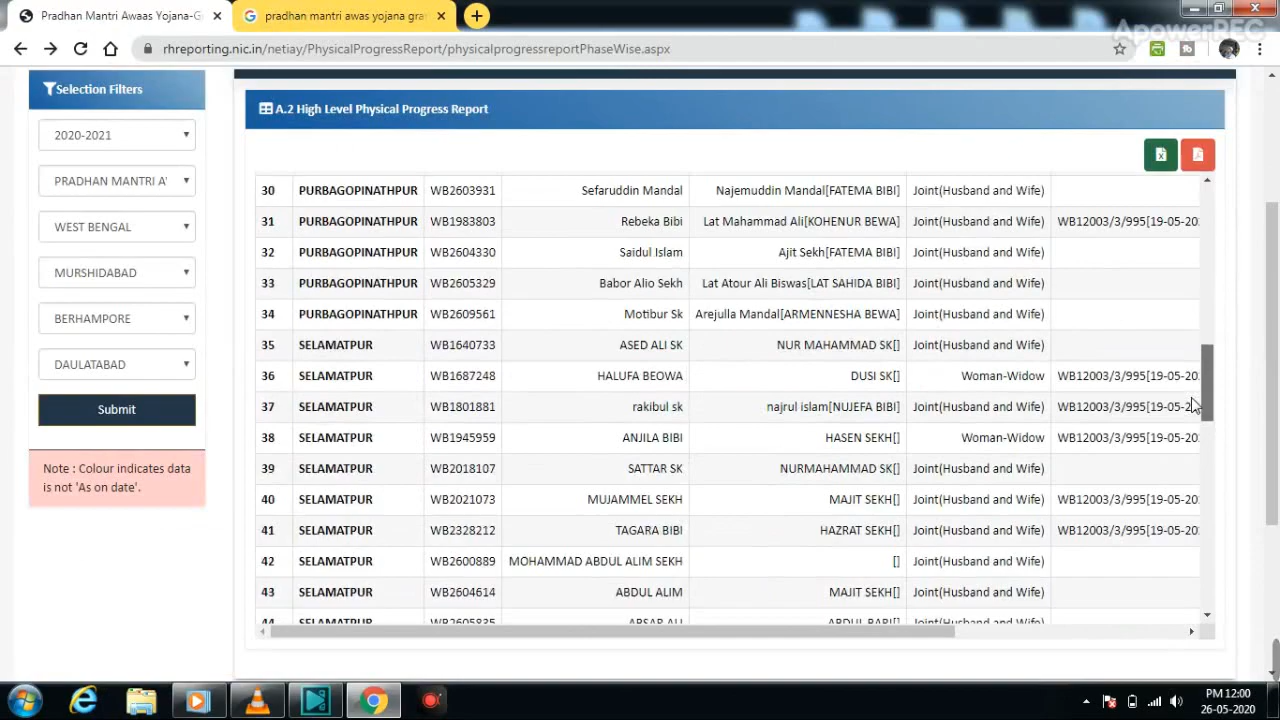 Pradhan Mantri Awaas Yojana-G
pradhan mantri awas yojana gra
ApowerREC
rhreporting.nic.in/netiay/PhysicalProgressReport/physicalprogressreportPhaseWise.aspx
Selection Filters
2020-2021
PRADHAN MANTRI A
WEST BENGAL
MURSHIDABAD
BERHAMPORE
DAULATABAD
Submit
Note : Colour indicates data
is not 'As on date'.
A.2 High Level Physical Progress Report
30 PURBAGOPINATHPUR WB2603931 Sefaruddin Mandal Najemuddin Mandal[FATEMA BIBI] Joint(Husband and Wife)
31 PURBAGOPINATHPUR WB1983803 Rebeka Bibi Lat Mahammad Ali[KOHENUR BEWA] Joint(Husband and Wife) WB12003/3/995[19-05-20
32 PURBAGOPINATHPUR WB2604330 Saidul Islam Ajit Sekh[FATEMA BIBI] Joint(Husband and Wife)
33 PURBAGOPINATHPUR WB2605329 Babor Alio Sekh Lat Atour Ali Biswas[LAT SAHIDA BIBI] Joint(Husband and Wife)
34 PURBAGOPINATHPUR WB2609561 Motibur Sk Arejulla Mandal[ARMENNESHA BEWA] Joint(Husband and Wife)
35 SELAMATPUR WB1640733 ASED ALI SK NUR MAHAMMAD SK[] Joint(Husband and Wife)
36 SELAMATPUR WB1687248 HALUFA BEOWA DUSI SK[] Woman-Widow WB12003/3/995[19-05-20
37 SELAMATPUR WB1801881 rakibul sk najrul islam[NUJEFA BIBI] Joint(Husband and Wife) WB12003/3/995[19-05-2
38 SELAMATPUR WB1945959 ANJILA BIBI HASEN SEKH[] Woman-Widow WB12003/3/995[19-05-20
39 SELAMATPUR WB2018107 SATTAR SK NURMAHAMMAD SK[] Joint(Husband and Wife)
40 SELAMATPUR WB2021073 MUJAMMEL SEKH MAJIT SEKH[] Joint(Husband and Wife) WB12003/3/995[19-05-20
41 SELAMATPUR WB2328212 TAGARA BIBI HAZRAT SEKH[] Joint(Husband and Wife) WB12003/3/995[19-05-20
42 SELAMATPUR WB2600889 MOHAMMAD ABDUL ALIM SEKH [] Joint(Husband and Wife)
43 SELAMATPUR WB2604614 ABDUL ALIM MAJIT SEKH[] Joint(Husband and Wife)
44 SELAMATPUR WB2605835 ABSAR ALI ABDUL BARI[] Joint(Husband and Wife)
PM 12:00
26-05-2020